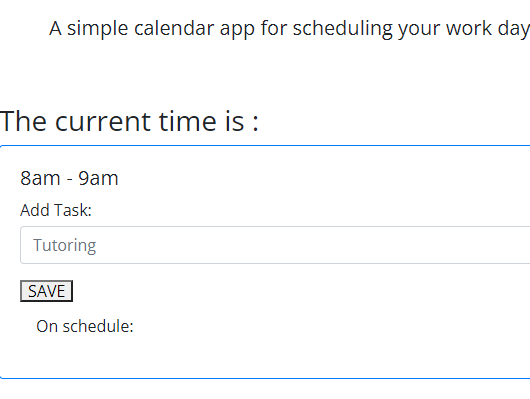 A simple calendar app for scheduling your work day
The current time is :
8am - 9am
Add Task:
Tutoring
SAVE
On schedule: